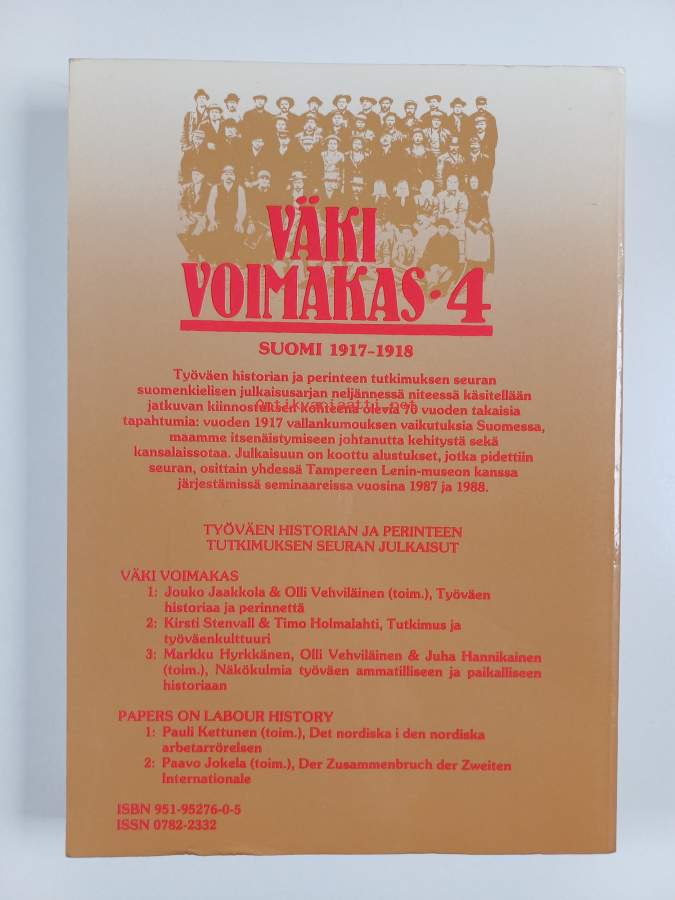 VÄKI
VOIMAKAS·4
SUOMI 1917–1918
Työväen historian ja perinteen tutkimuksen seuran
suomenkielisen julkaisusarjan neljännessä niteessä käsitellään
jatkuvan kiinnostuksen kohteena olevia 70 vuoden takaisia
tapahtumia: vuoden 1917 vallankumouksen vaikutuksia Suomessa,
maamme itsenäistymiseen johtanutta kehitystä sekä
kansalaissotaa. Julkaisuun on koottu alustukset, jotka pidettiin
seuran, osittain yhdessä Tampereen Lenin-museon kanssa
järjestämissä seminaareissa vuosina 1987 ja 1988.
TYÖVÄEN HISTORIAN JA PERINTEEN
TUTKIMUKSEN SEURAN JULKAISUT
VÄKI VOIMAKAS
1: Jouko Jaakkola & Olli Vehviläinen (toim.), Työväen
historiaa ja perinnettä
2: Kirsti Stenvall & Timo Holmalahti, Tutkimus ja
työväenkulttuuri
3: Markku Hyrkkänen, Olli Vehviläinen & Juha Hannikainen
(toim.), Näkökulmia työväen ammatilliseen ja paikalliseen
historiaan
PAPERS ON LABOUR HISTORY
1: Pauli Kettunen (toim.), Det nordiska i den nordiska
arbetarrörelsen
2: Paavo Jokela (toim.), Der Zusammenbruch der Zweiten
Internationale
ISBN 951-95276-0-5
ISSN 0782-2332